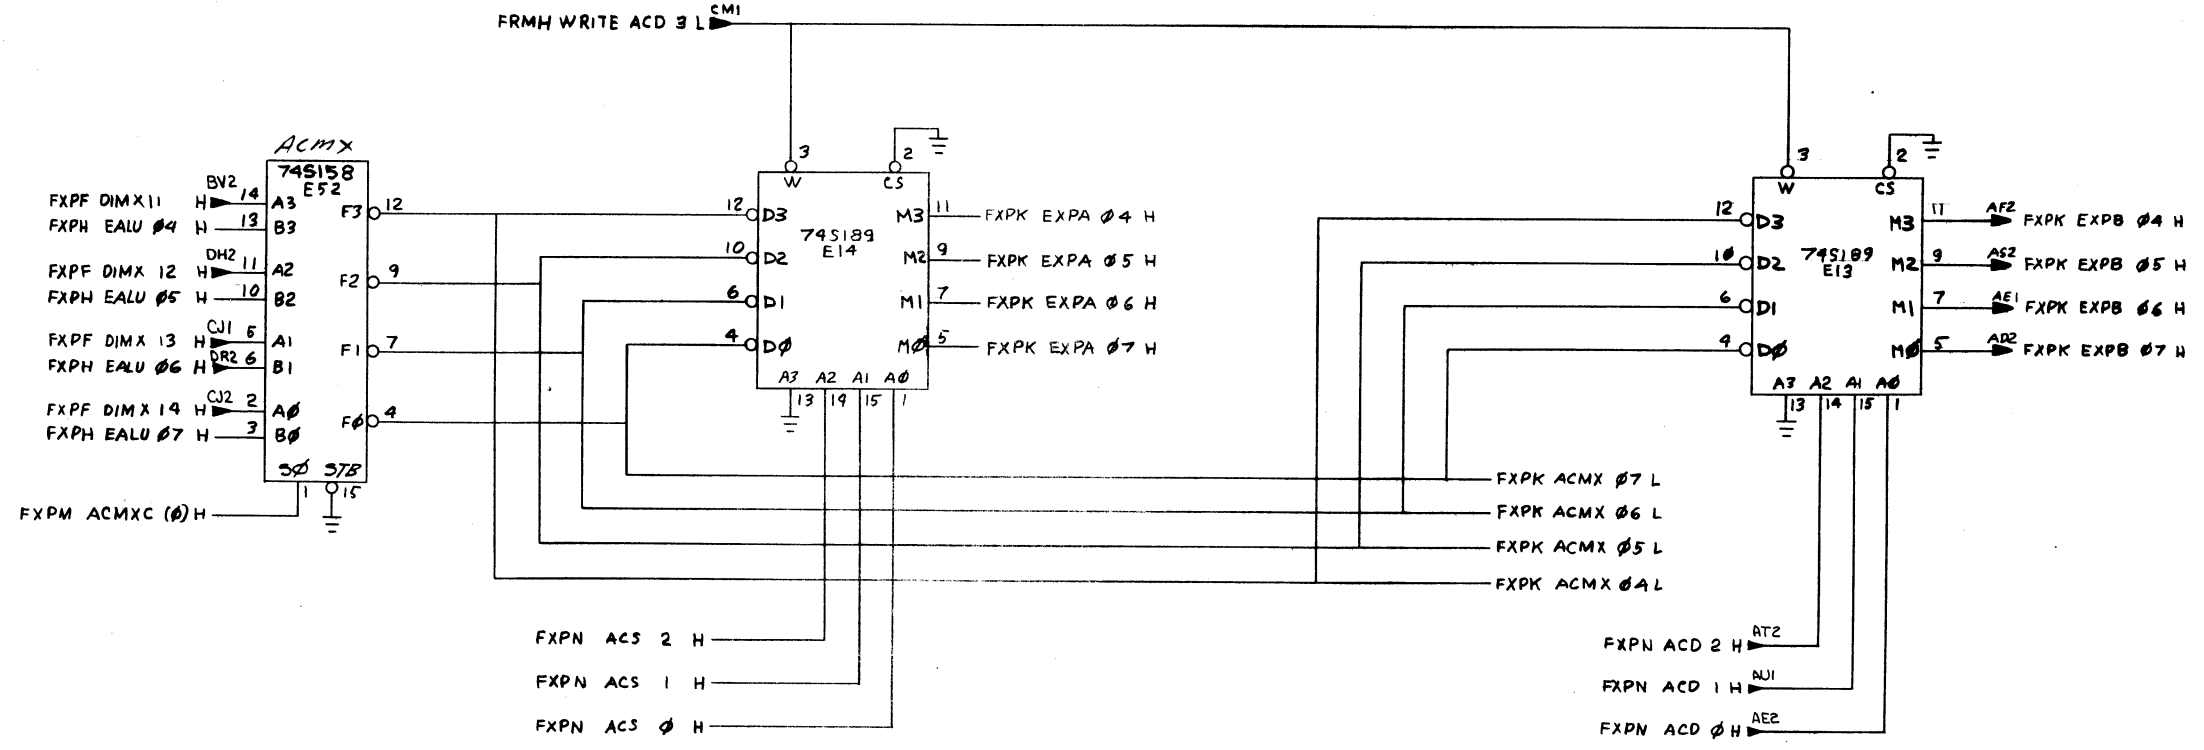 FRMH WRITE ACD 3 L CM1
ACMX
74S158
E52
FXPF DIMX11 H BV2 14 A3
FXPH EALU Ø4 H 13 B3
FXPF DIMX 12 H DH2 11 A2
FXPH EALU Ø5 H 10 B2
FXPF DIMX 13 H CJ1 5 A1
FXPH EALU Ø6 H DR2 6 B1
FXPF DIMX 14 H CJ2 2 AØ
FXPH EALU Ø7 H 3 BØ
F3 12
F2 9
F1 7
FØ 4
SØ STB
1 15
FXPM ACMXC (Ø) H
3 2
W CS
12 D3 M3 11 FXPK EXPA Ø4 H
74S189
E14
10 D2 M2 9 FXPK EXPA Ø5 H
6 D1 M1 7 FXPK EXPA Ø6 H
4 DØ MØ 5 FXPK EXPA Ø7 H
A3 A2 A1 AØ
13 14 15 1
3 2
W CS
12 D3 M3 11 AF2 FXPK EXPB Ø4 H
74S189
E13
1Ø D2 M2 9 AS2 FXPK EXPB Ø5 H
6 D1 M1 7 AE1 FXPK EXPB Ø6 H
4 DØ MØ 5 AD2 FXPK EXPB Ø7 H
A3 A2 A1 AØ
13 14 15 1
FXPK ACMX Ø7 L
FXPK ACMX Ø6 L
FXPK ACMX Ø5 L
FXPK ACMX Ø4 L
FXPN ACS 2 H
FXPN ACS 1 H
FXPN ACS Ø H
FXPN ACD 2 H AT2
FXPN ACD 1 H AU1
FXPN ACD Ø H AE2